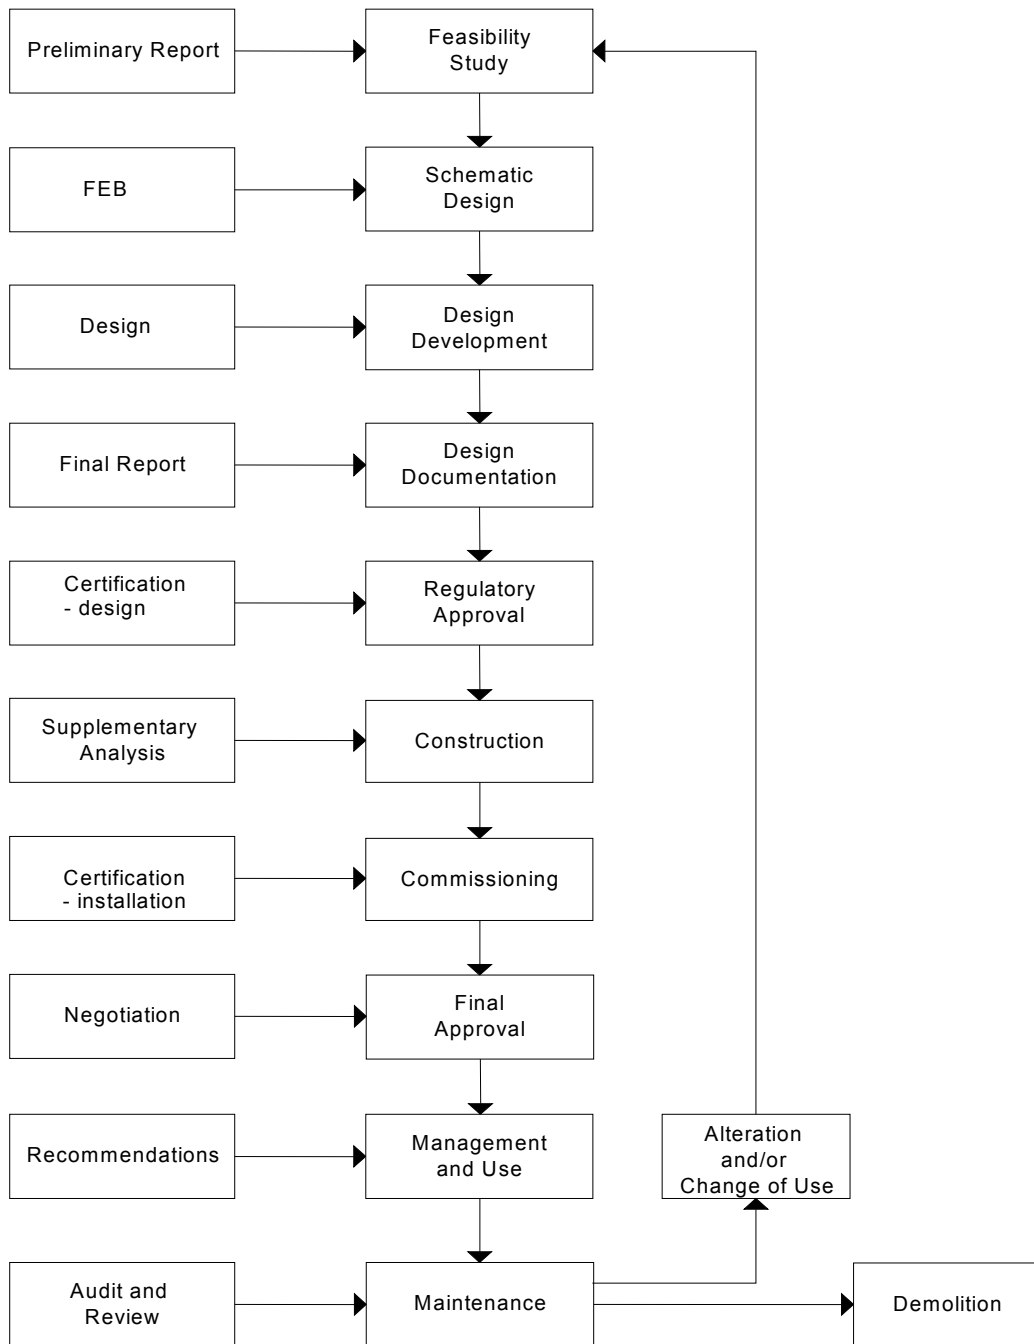 Preliminary Report
Feasibility
Study
FEB
Schematic
Design
Design
Design
Development
Final Report
Design
Documentation
Certification
- design
Regulatory
Approval
Supplementary
Analysis
Construction
Certification
- installation
Commissioning
Negotiation
Final
Approval
Recommendations
Management
and Use
Alteration
and/or
Change of Use
Audit and
Review
Maintenance
Demolition